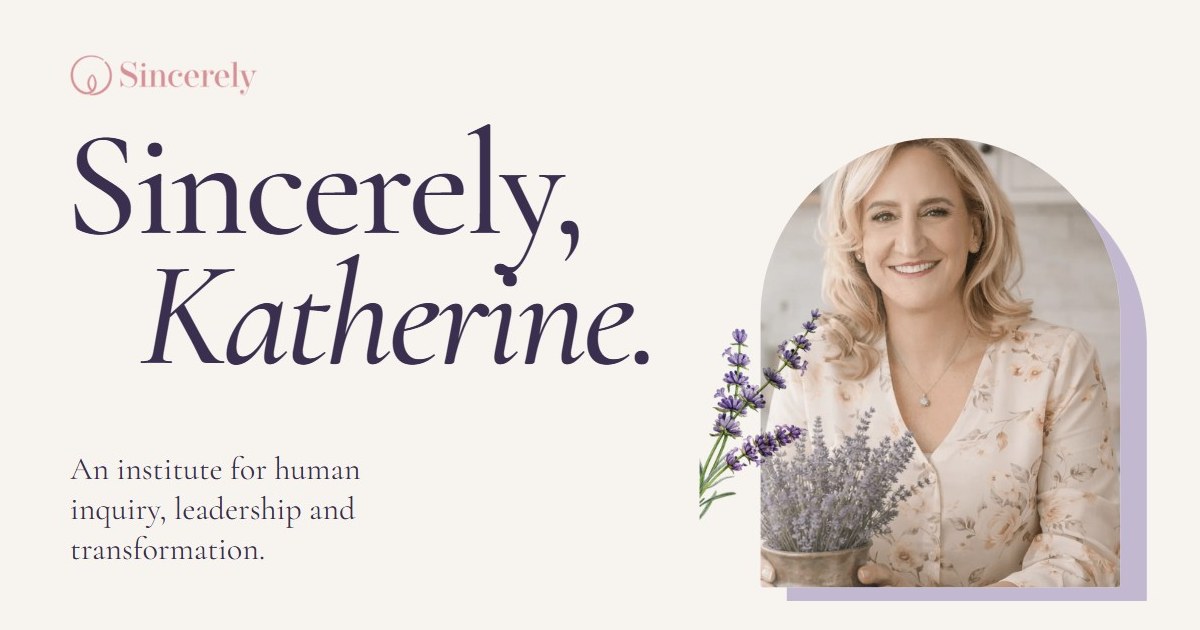 Sincerely
Sincerely,
Katherine.
An institute for human
inquiry, leadership and
transformation.